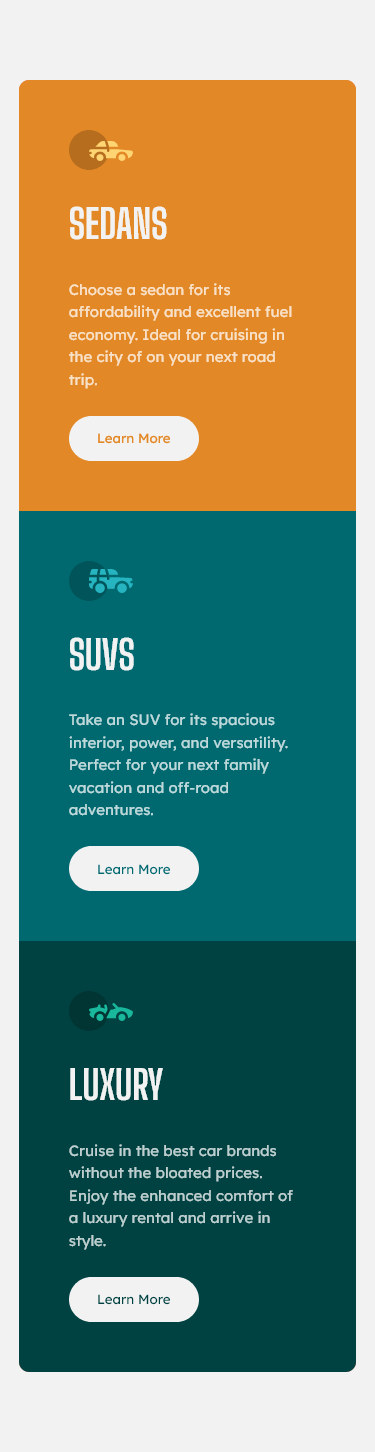 SEDANS
Choose a sedan for its
affordability and excellent fuel
economy. Ideal for cruising in
the city of on your next road
trip.
Learn More
SUVS
Take an SUV for its spacious
interior, power, and versatility.
Perfect for your next family
vacation and off-road
adventures.
Learn More
LUXURY
Cruise in the best car brands
without the bloated prices.
Enjoy the enhanced comfort of
a luxury rental and arrive in
style.
Learn More